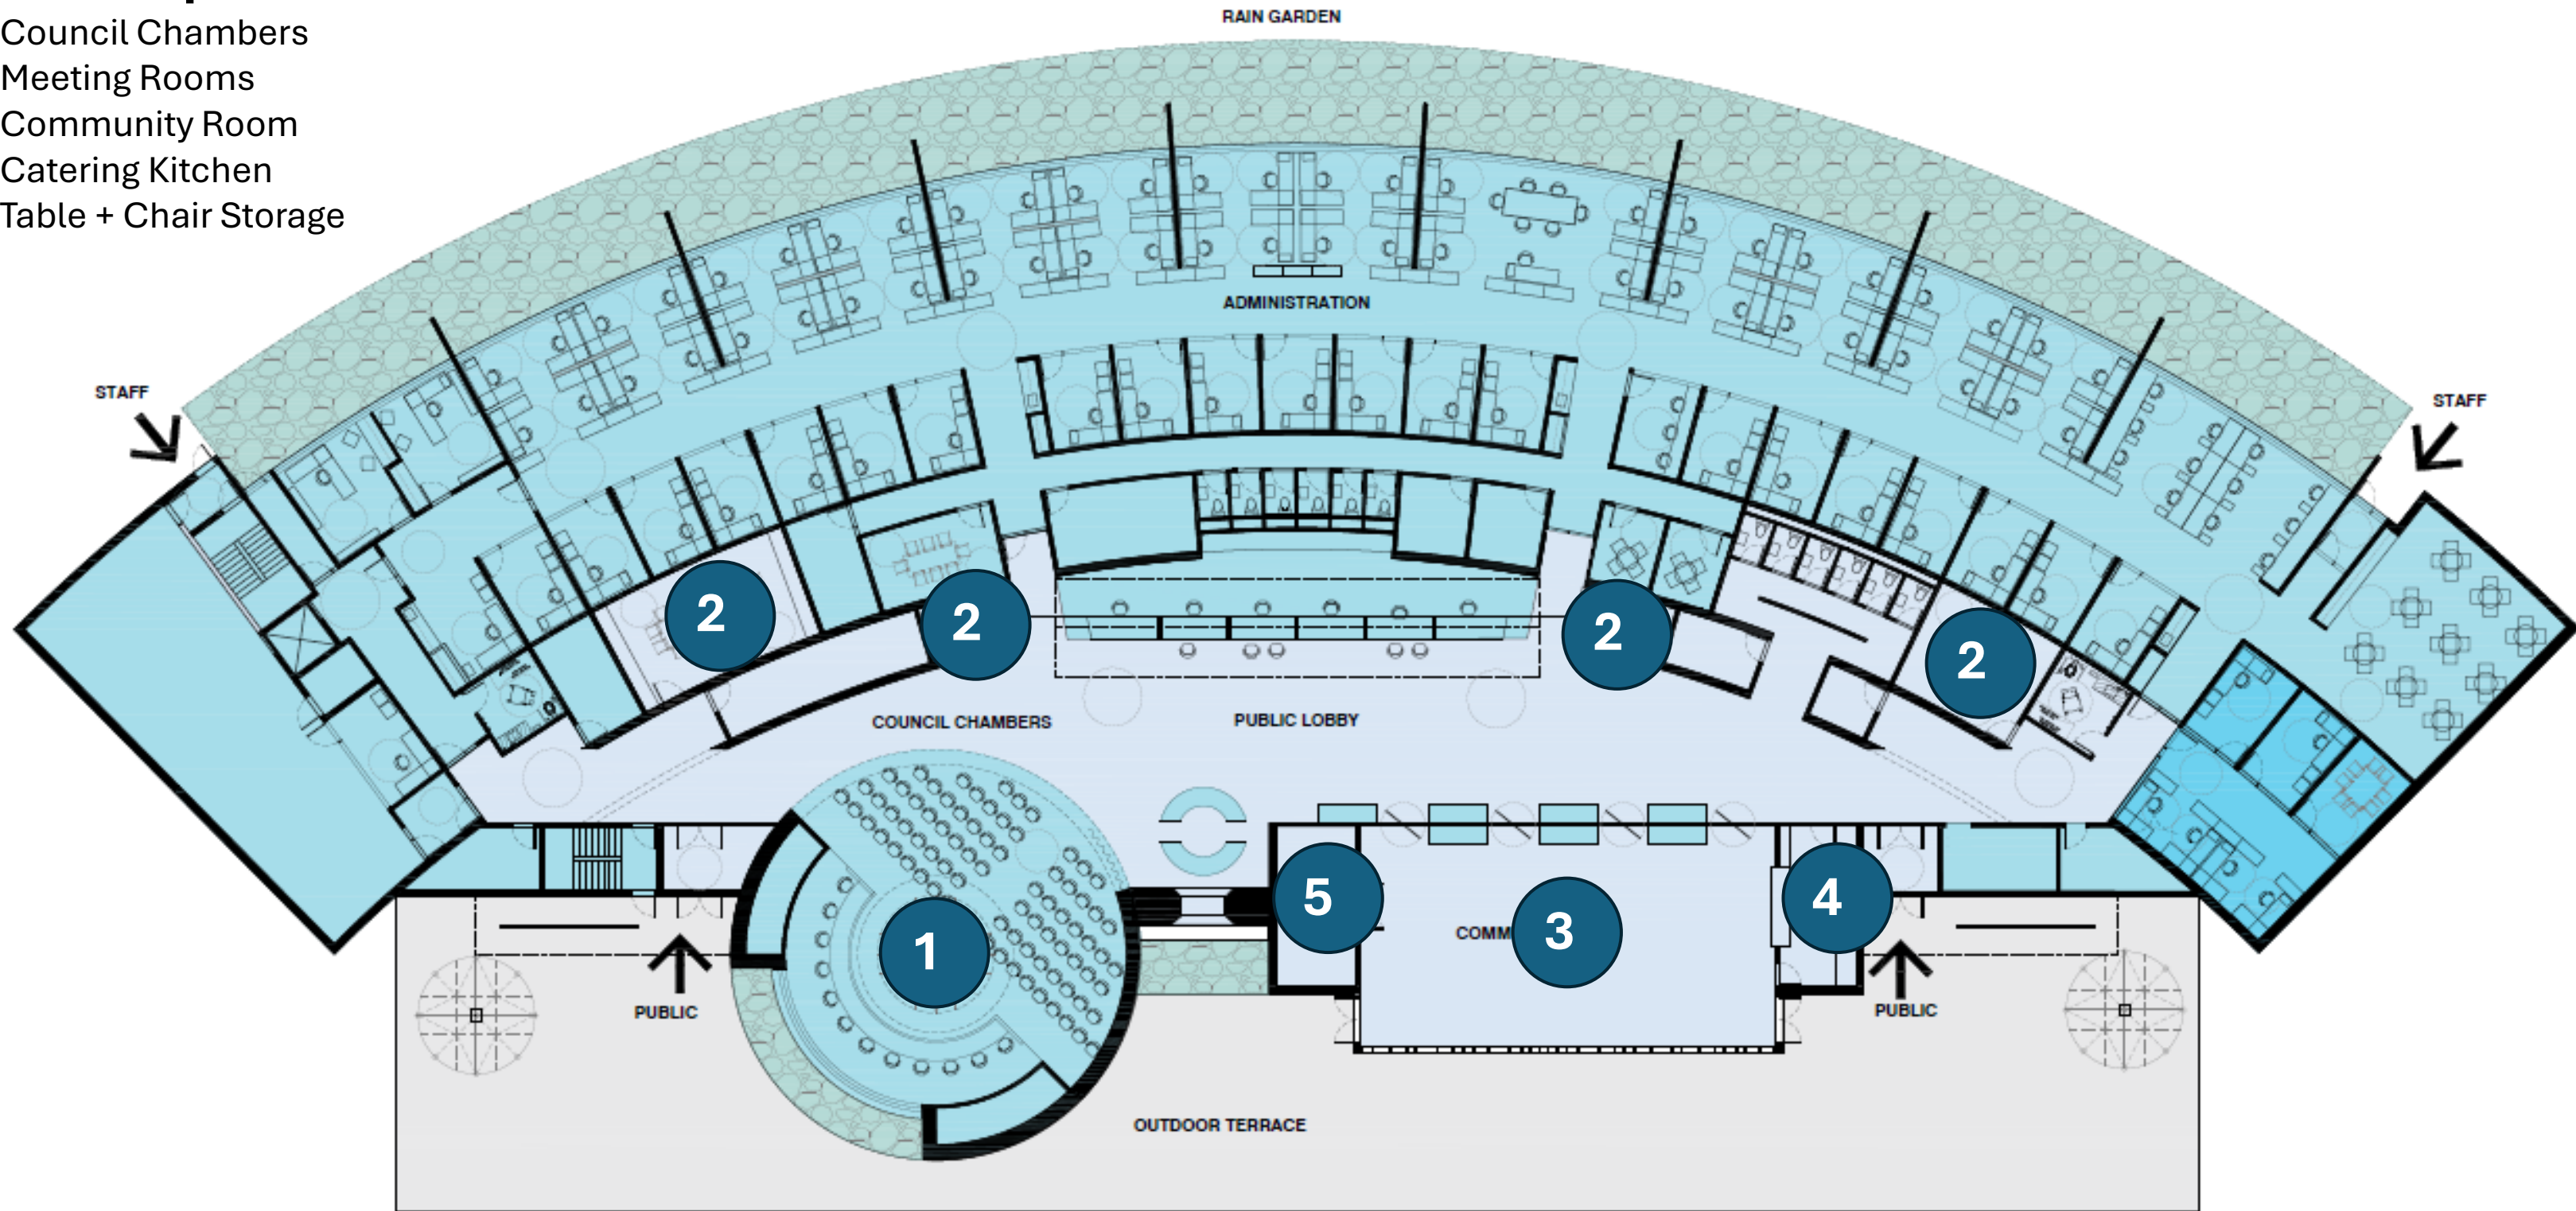 Council Chambers
Meeting Rooms
Community Room
Catering Kitchen
Table + Chair Storage
RAIN GARDEN
ADMINISTRATION
STAFF
STAFF
2
2
2
2
COUNCIL CHAMBERS
PUBLIC LOBBY
5
4
COMM
3
1
PUBLIC
PUBLIC
OUTDOOR TERRACE